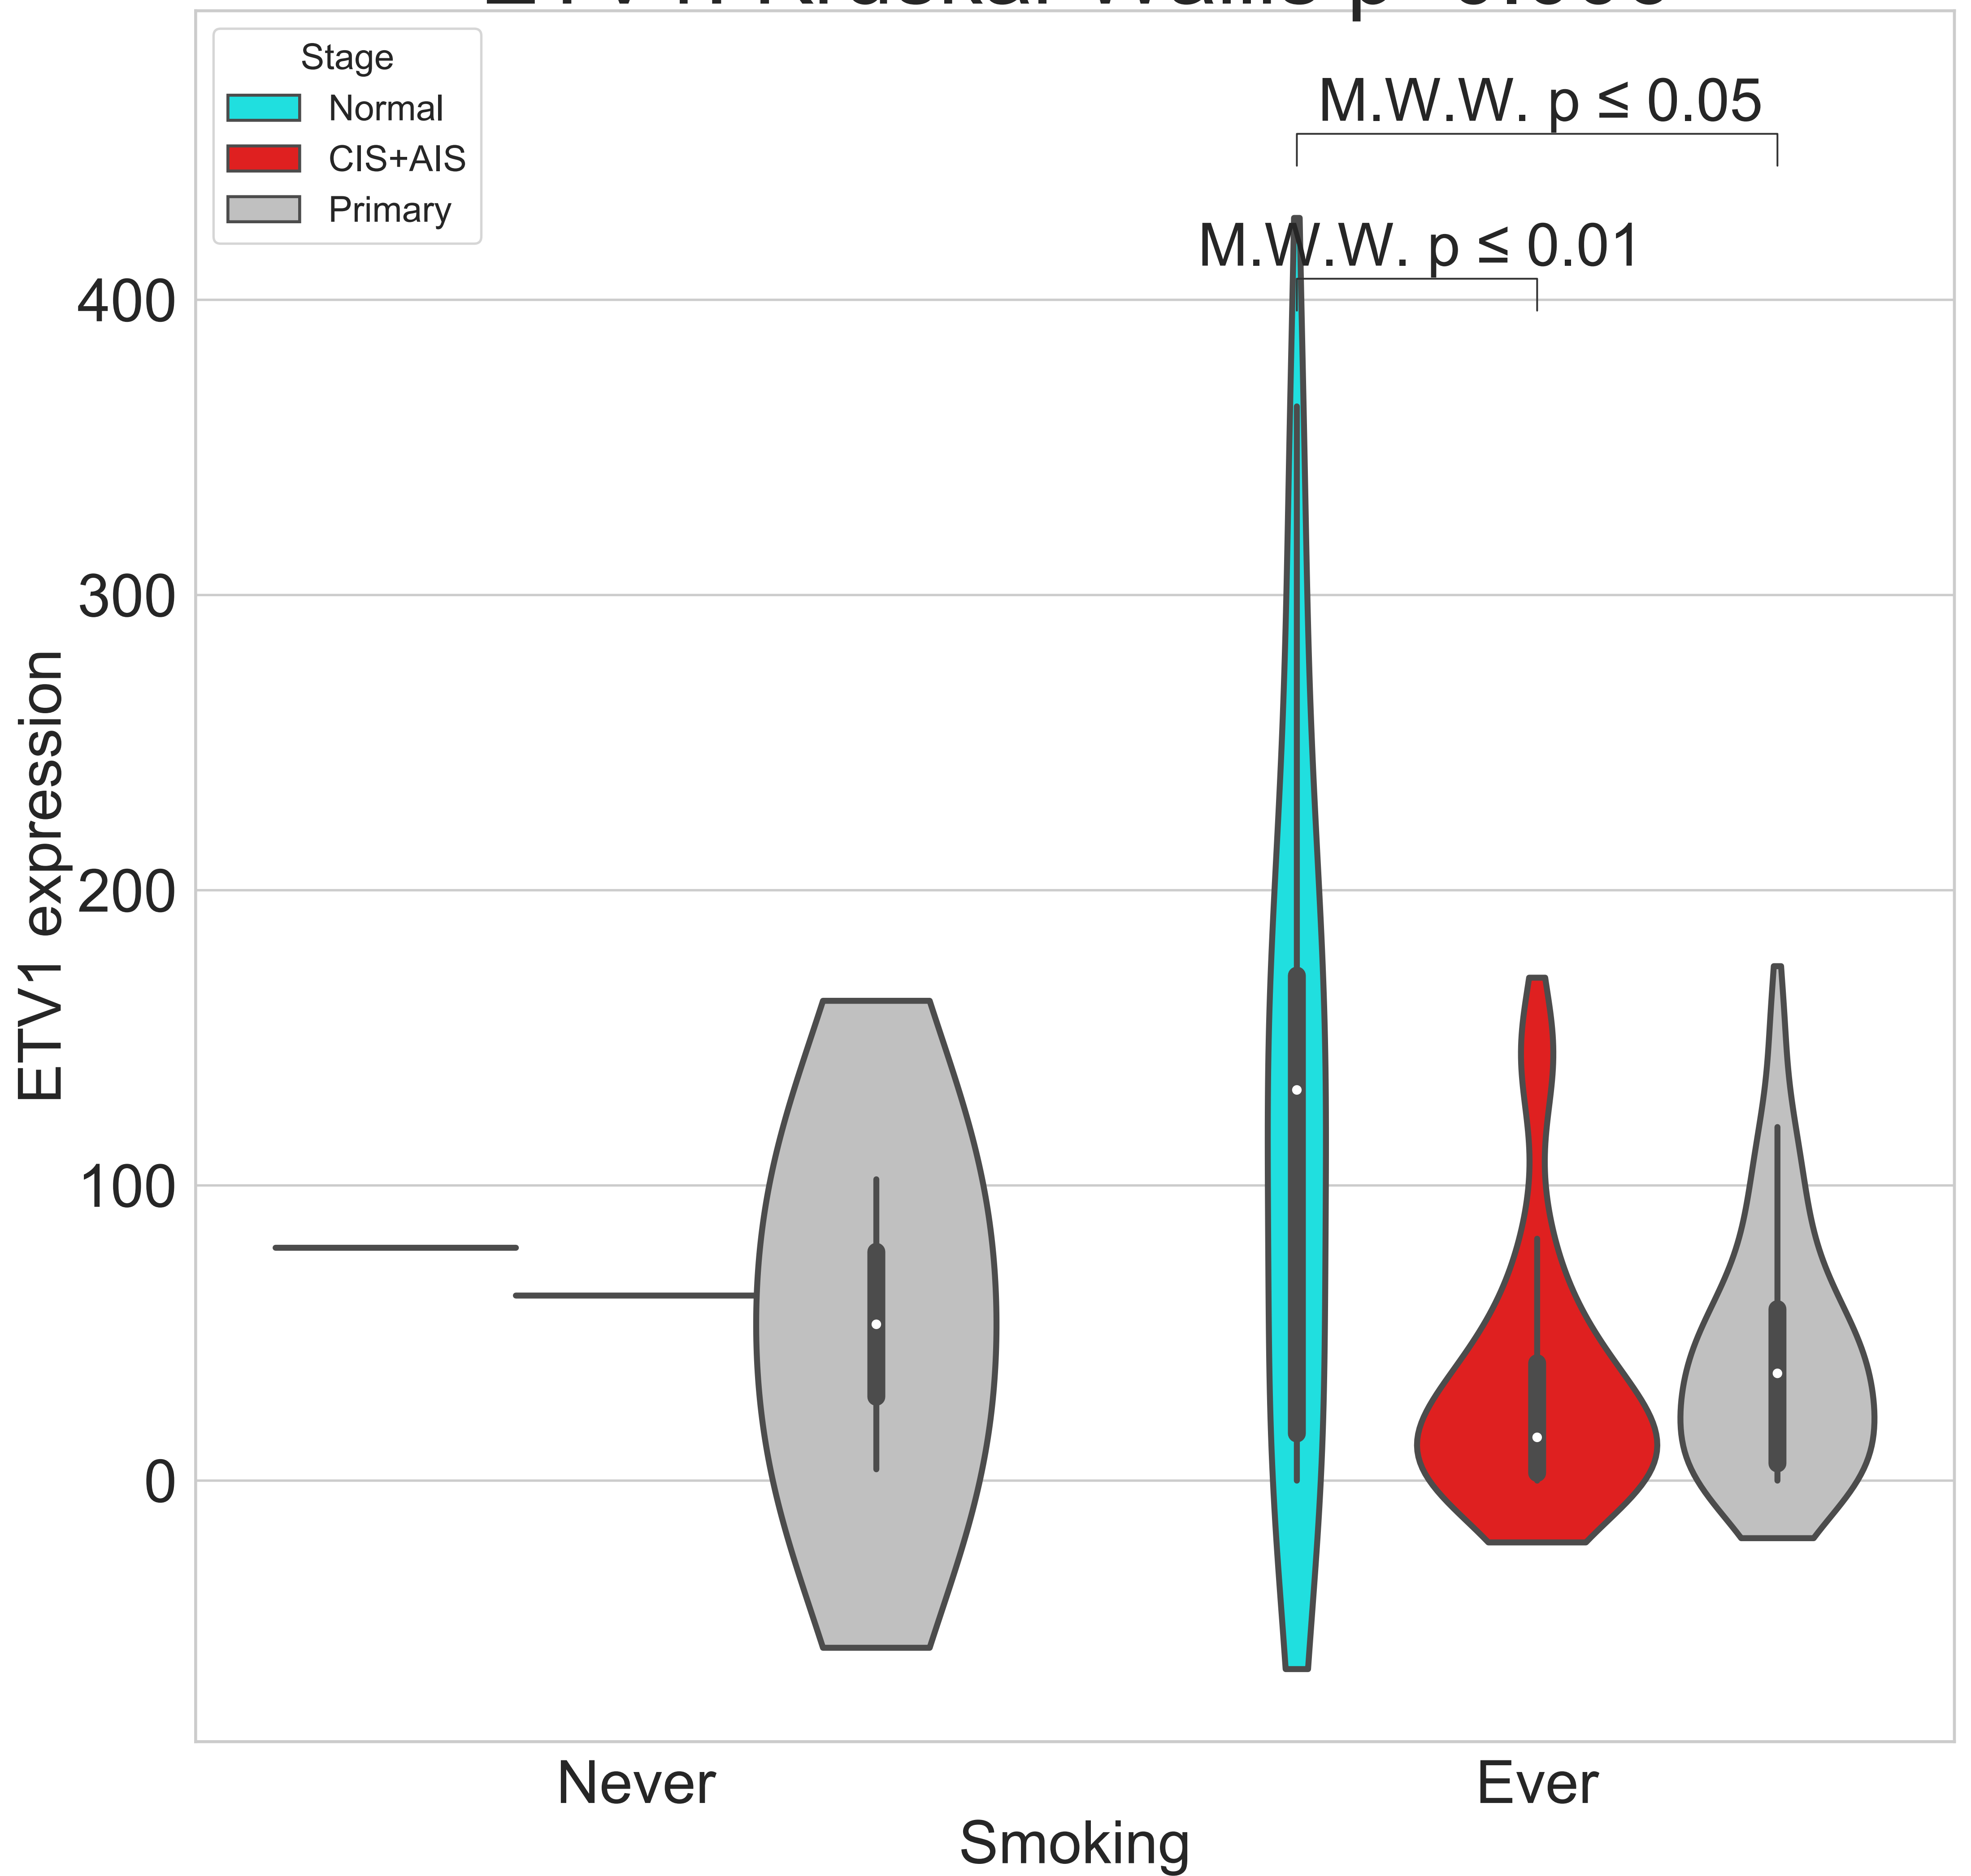 Stage
Normal
CIS+AIS
Primary
M.W.W. p ≤ 0.05
M.W.W. p ≤ 0.01
400
300
200
100
0
ETV1 expression
Never
Ever
Smoking